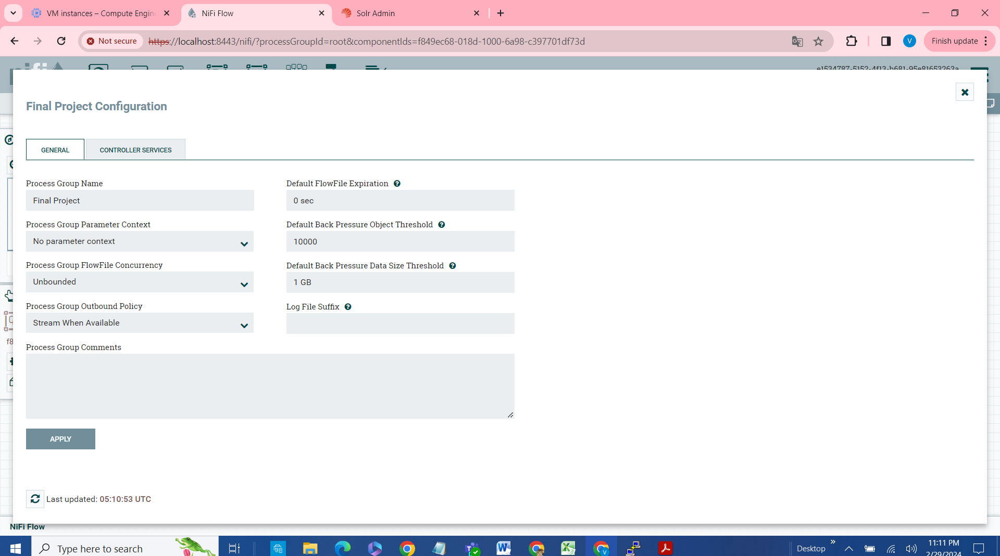 VM instances – Compute Engin
NiFi Flow
Solr Admin
Not secure
https://localhost:8443/nifi/?processGroupId=root&componentIds=f849ec68-018d-1000-6a98-c397701df73d
V
Finish update
nifi
e1534787-5152-4f13-b681-95e81653263a
Final Project Configuration
GENERAL
CONTROLLER SERVICES
Process Group Name
Final Project
Default FlowFile Expiration
0 sec
Process Group Parameter Context
No parameter context
Default Back Pressure Object Threshold
10000
Process Group FlowFile Concurrency
Unbounded
Default Back Pressure Data Size Threshold
1 GB
Process Group Outbound Policy
Stream When Available
Log File Suffix
f8
Process Group Comments
APPLY
Last updated: 05:10:53 UTC
NiFi Flow
Type here to search
Desktop
11:11 PM
2/29/2024